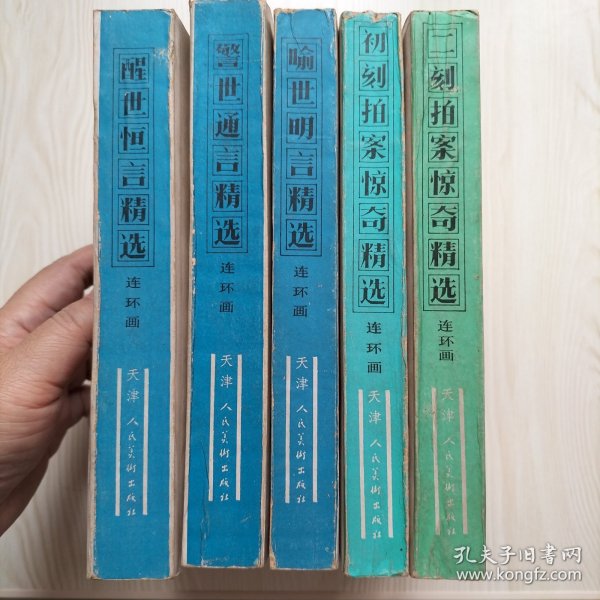 醒世恒言精选
连环画
天津人民美術出版社
警世通言精选
连环画
天津人民美術出版社
喻世明言精选
连环画
天津人民美術出版社
初刻拍案惊奇精选
连环画
天津人民美術出版社
二刻拍案惊奇精选
连环画
天津人民美術出版社
孔夫子旧书网
www.kongfz.com